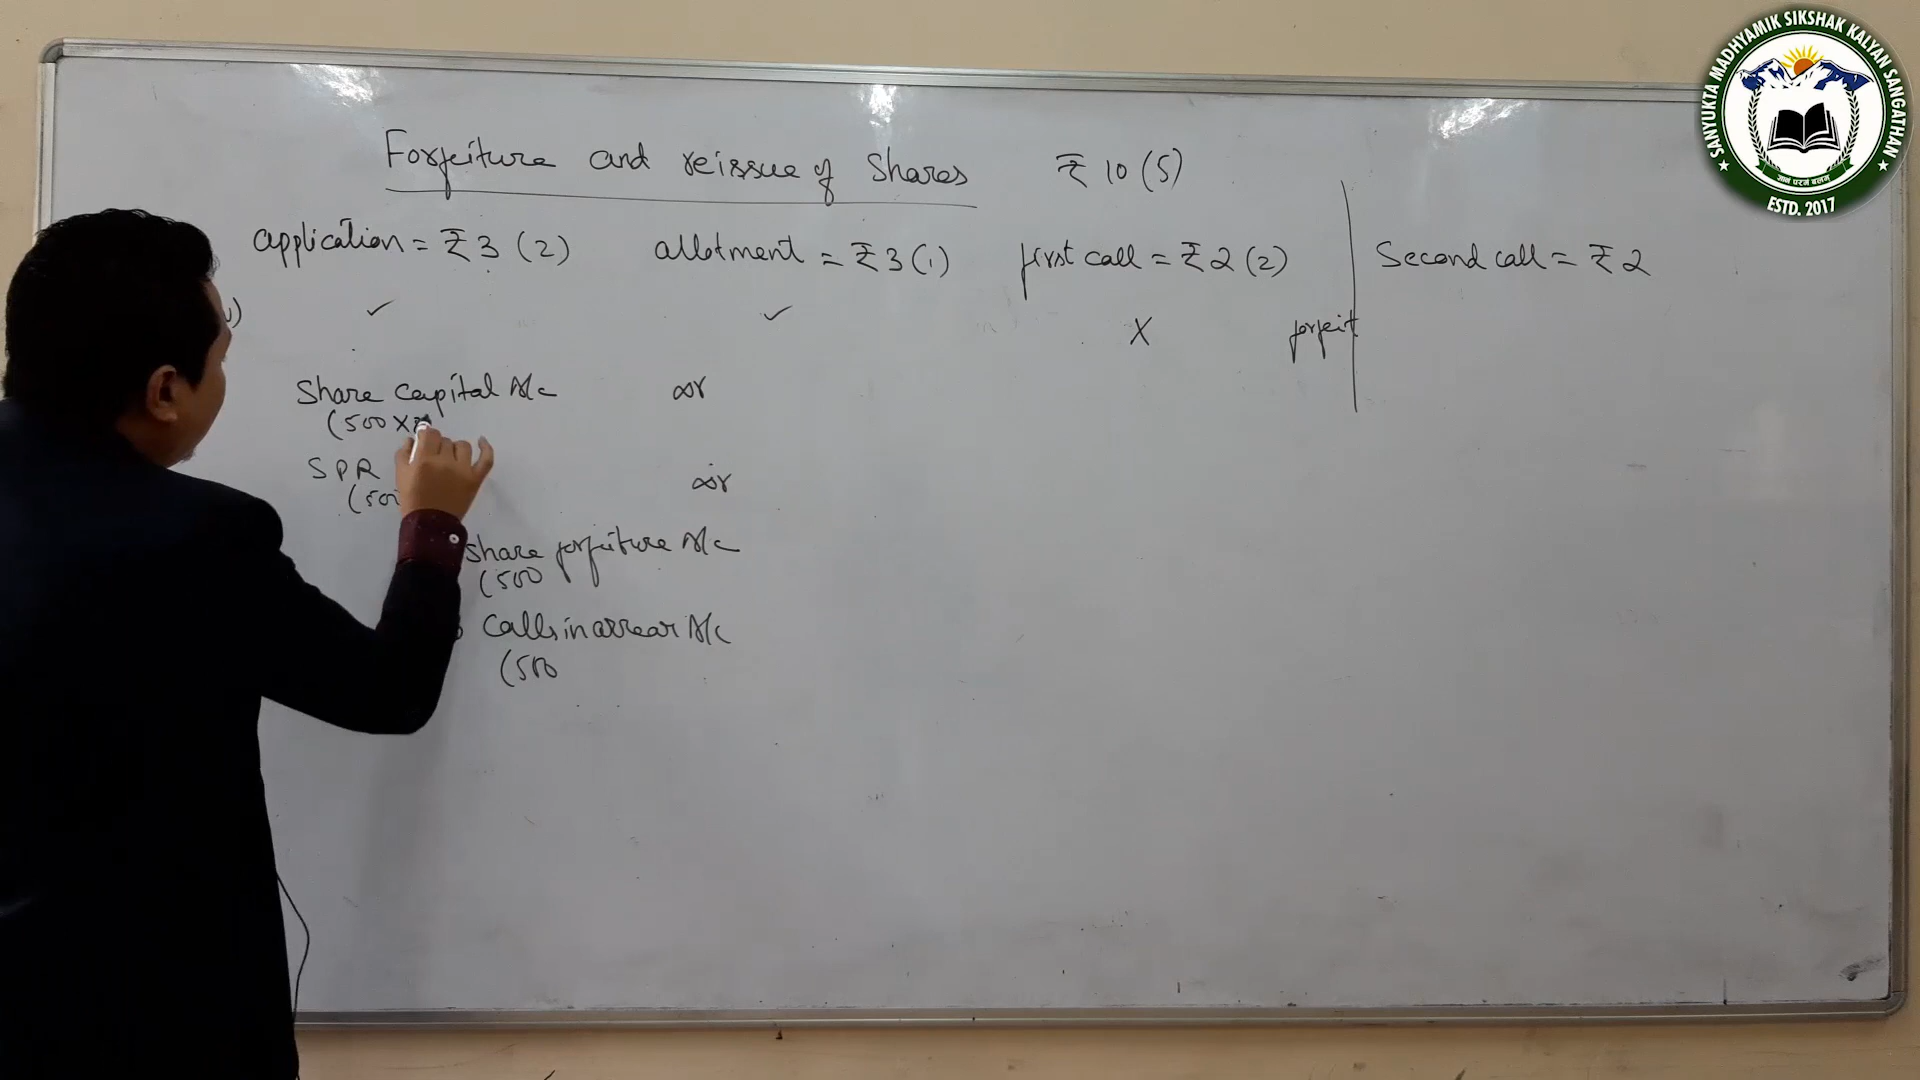 Forfeiture and reissue of shares ₹ 10 (5)
application = ₹ 3 (2) allotment = ₹ 3 (1) first call = ₹ 2 (2) Second call = ₹ 2
✓ ✓ X forfeit
Share Capital A/c Dr
(500 X
SPR Dr
(500
share forfeiture A/c
(500
Calls in arrear A/c
(500
SANYUKTA MADHYAMIK SIKSHAK KALYAN SANGATHAN
ज्ञानं परमं बलम्
ESTD. 2017